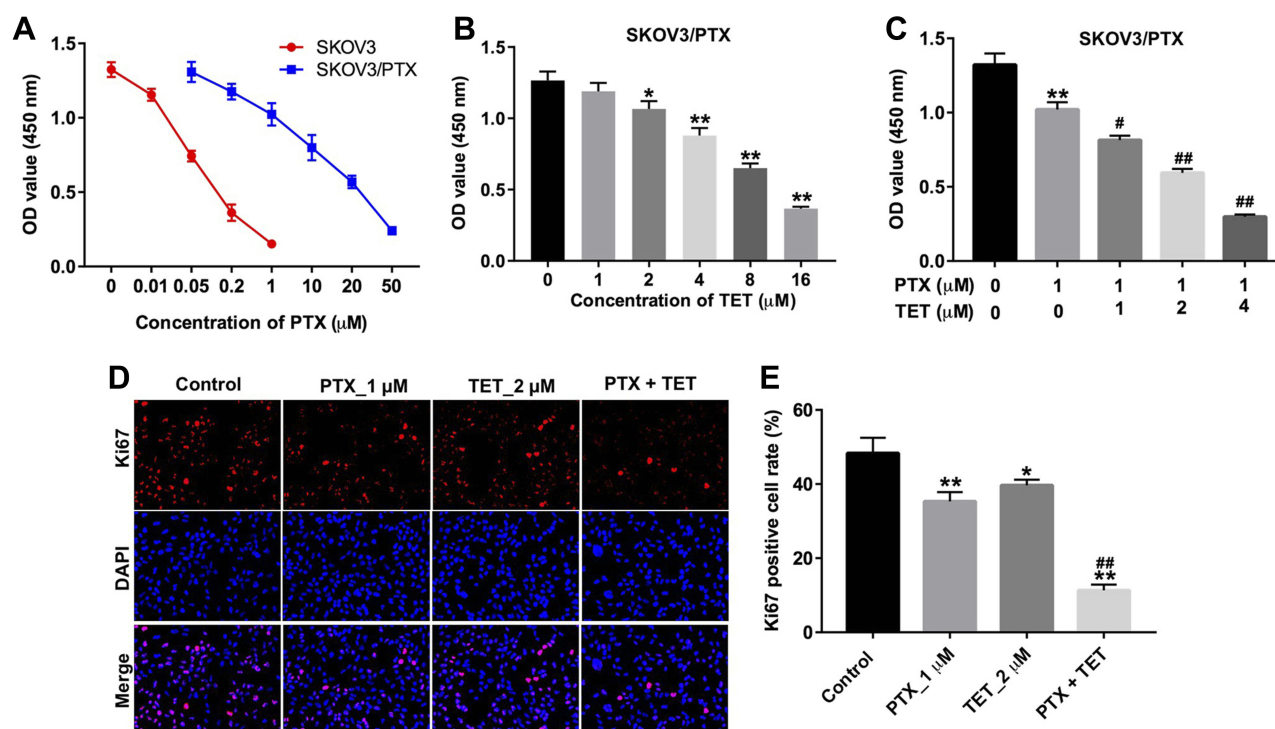 A
1.5
1.0
0.5
0.0
OD value (450 nm)
SKOV3
SKOV3/PTX
0 0.01 0.05 0.2 1 10 20 50
Concentration of PTX (μM)
B
SKOV3/PTX
1.5
1.0
0.5
0.0
OD value (450 nm)
* ** ** **
0 1 2 4 8 16
Concentration of TET (μM)
C
SKOV3/PTX
1.5
1.0
0.5
0.0
OD value (450 nm)
** # ## ##
PTX (μM) 0 1 1 1 1
TET (μM) 0 0 1 2 4
D
Control PTX_1 μM TET_2 μM PTX + TET
Ki67
DAPI
Merge
E
60
40
20
0
Ki67 positive cell rate (%)
** * ##
**
Control PTX_1 μM TET_2 μM PTX + TET